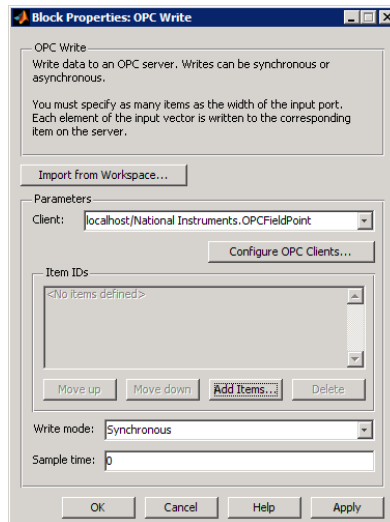 Block Properties: OPC Write
OPC Write
Write data to an OPC server. Writes can be synchronous or
asynchronous.
You must specify as many items as the width of the input port.
Each element of the input vector is written to the corresponding
item on the server.
Import from Workspace...
Parameters
Client: localhost/National Instruments.OPCFieldPoint
Configure OPC Clients...
Item IDs
<No items defined>
Move up Move down Add Items... Delete
Write mode: Synchronous
Sample time: 0
OK Cancel Help Apply